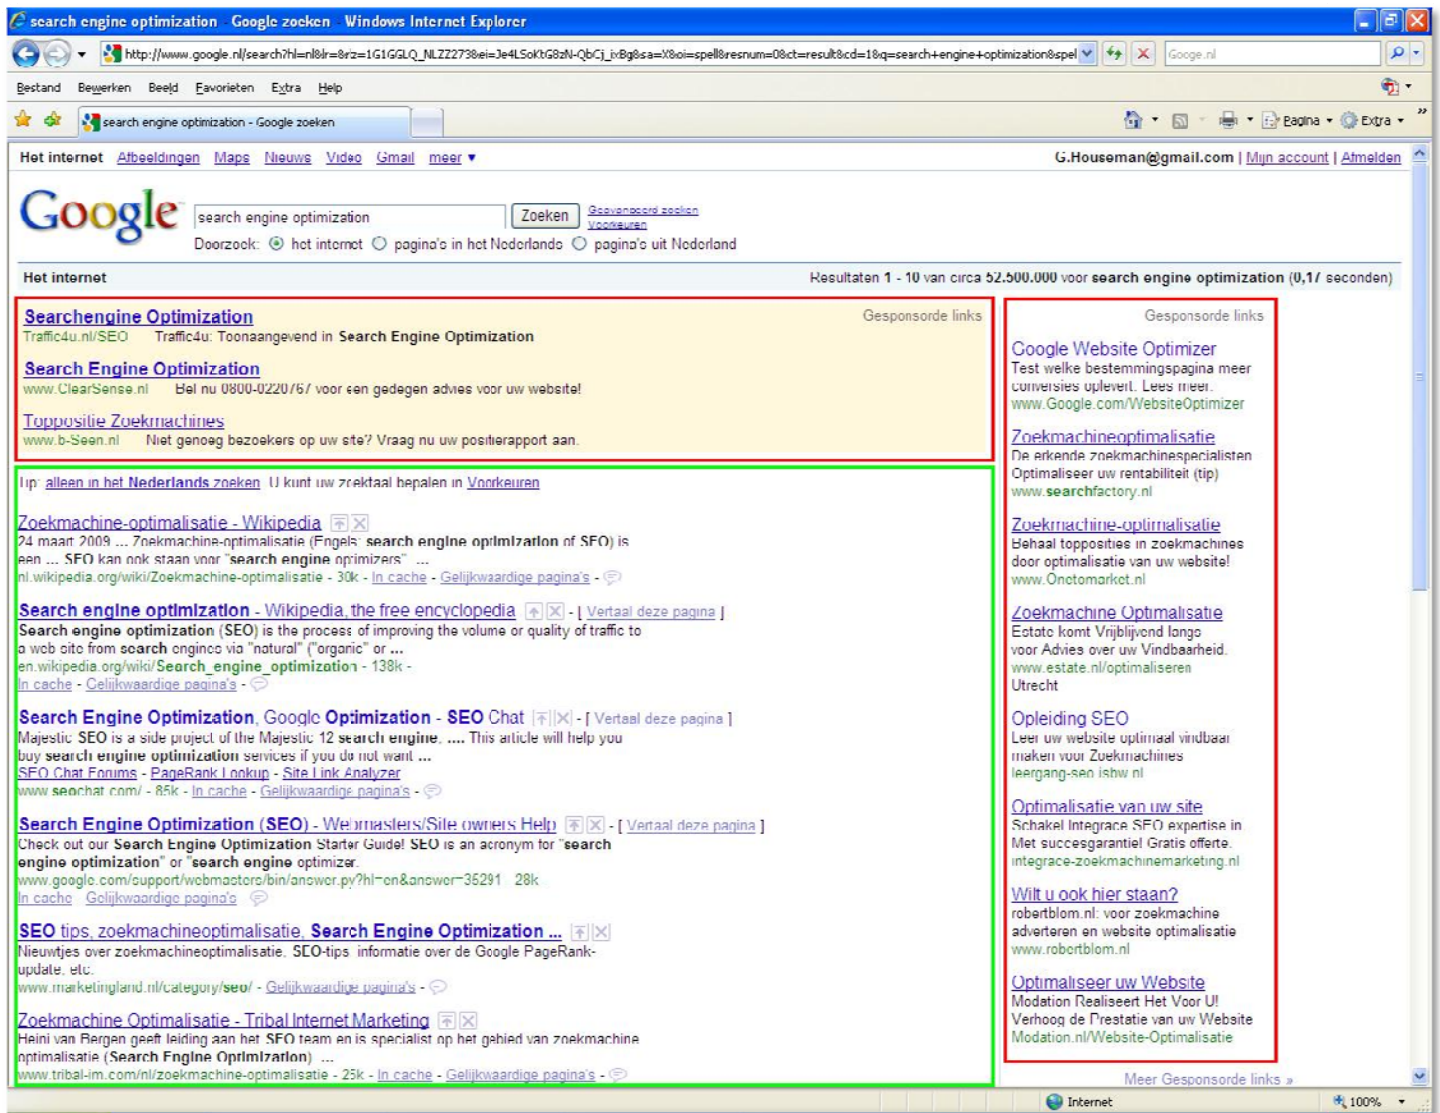 search engine optimization - Google zoeken - Windows Internet Explorer
http://www.google.nl/search?hl=nl&lr=&rlz=1G1GGLQ_NLZZ273&ei=Je4LSoKtG8zN-QbCj_ixBg&sa=X&oi=spell&resnum=0&ct=result&cd=1&q=search+engine+optimization&spel
Googe.nl
Bestand Bewerken Beeld Favorieten Extra Help
search engine optimization - Google zoeken
Pagina Extra
Het internet Afbeeldingen Maps Nieuws Video Gmail meer ▼
G.Houseman@gmail.com | Mijn account | Afmelden
Google
search engine optimization
Zoeken
Geavanceerd zoeken
Voorkeuren
Doorzoek: het internet pagina's in het Nederlands pagina's uit Nederland
Het internet
Resultaten 1 - 10 van circa 52.500.000 voor search engine optimization (0,17 seconden)
Searchengine Optimization
Gesponsorde links
Traffic4u.nl/SEO Traffic4u: Toonaangevend in Search Engine Optimization
Search Engine Optimization
www.ClearSense.nl Bel nu 0800-0220767 voor een gedegen advies voor uw website!
Toppositie Zoekmachines
www.b-Seen.nl Niet genoeg bezoekers op uw site? Vraag nu uw positierapport aan.
Tip: alleen in het Nederlands zoeken. U kunt uw zoektaal bepalen in Voorkeuren
Zoekmachine-optimalisatie - Wikipedia
24 maart 2009 ... Zoekmachine-optimalisatie (Engels: search engine optimization of SEO) is
een ... SEO kan ook staan voor "search engine optimizers" ...
nl.wikipedia.org/wiki/Zoekmachine-optimalisatie - 30k - In cache - Gelijkwaardige pagina's -
Search engine optimization - Wikipedia, the free encyclopedia - [ Vertaal deze pagina ]
Search engine optimization (SEO) is the process of improving the volume or quality of traffic to
a web site from search engines via "natural" ("organic" or ...
en.wikipedia.org/wiki/Search_engine_optimization - 138k -
In cache - Gelijkwaardige pagina's -
Search Engine Optimization, Google Optimization - SEO Chat - [ Vertaal deze pagina ]
Majestic SEO is a side project of the Majestic 12 search engine, .... This article will help you
buy search engine optimization services if you do not want ...
SEO Chat Forums - PageRank Lookup - Site Link Analyzer
www.seochat.com/ - 85k - In cache - Gelijkwaardige pagina's -
Search Engine Optimization (SEO) - Webmasters/Site owners Help - [ Vertaal deze pagina ]
Check out our Search Engine Optimization Starter Guide! SEO is an acronym for "search
engine optimization" or "search engine optimizer.
www.google.com/support/webmasters/bin/answer.py?hl=en&answer=35291 - 28k
In cache - Gelijkwaardige pagina's -
SEO tips, zoekmachineoptimalisatie, Search Engine Optimization ...
Nieuwtjes over zoekmachineoptimalisatie, SEO-tips informatie over de Google PageRank-
update, etc.
www.marketingland.nl/category/seo/ - Gelijkwaardige pagina's -
Zoekmachine Optimalisatie - Tribal Internet Marketing
Heini van Bergen geeft leiding aan het SEO team en is specialist op het gebied van zoekmachine
optimalisatie (Search Engine Optimization) ...
www.tribal-im.com/nl/zoekmachine-optimalisatie - 25k - In cache - Gelijkwaardige pagina's -
Gesponsorde links
Google Website Optimizer
Test welke bestemmingspagina meer
conversies oplevert. Lees meer.
www.Google.com/WebsiteOptimizer
Zoekmachineoptimalisatie
De erkende zoekmachinespecialisten
Optimaliseer uw rentabiliteit (tip)
www.searchfactory.nl
Zoekmachine-optimalisatie
Behaal topposities in zoekmachines
door optimalisatie van uw website!
www.Onetomarket.nl
Zoekmachine Optimalisatie
Estate komt Vrijblijvend langs
voor Advies over uw Vindbaarheid.
www.estate.nl/optimaliseren
Utrecht
Opleiding SEO
Leer uw website optimaal vindbaar
maken voor Zoekmachines
leergang-seo.isbw.nl
Optimalisatie van uw site
Schakel Integrace SEO expertise in
Met succesgarantie! Gratis offerte.
integrace-zoekmachinemarketing.nl
Wilt u ook hier staan?
robertblom.nl: voor zoekmachine
adverteren en website optimalisatie
www.robertblom.nl
Optimaliseer uw Website
Modation Realiseert Het Voor U!
Verhoog de Prestatie van uw Website
Modation.nl/Website-Optimalisatie
Meer Gesponsorde links »
Internet
100%